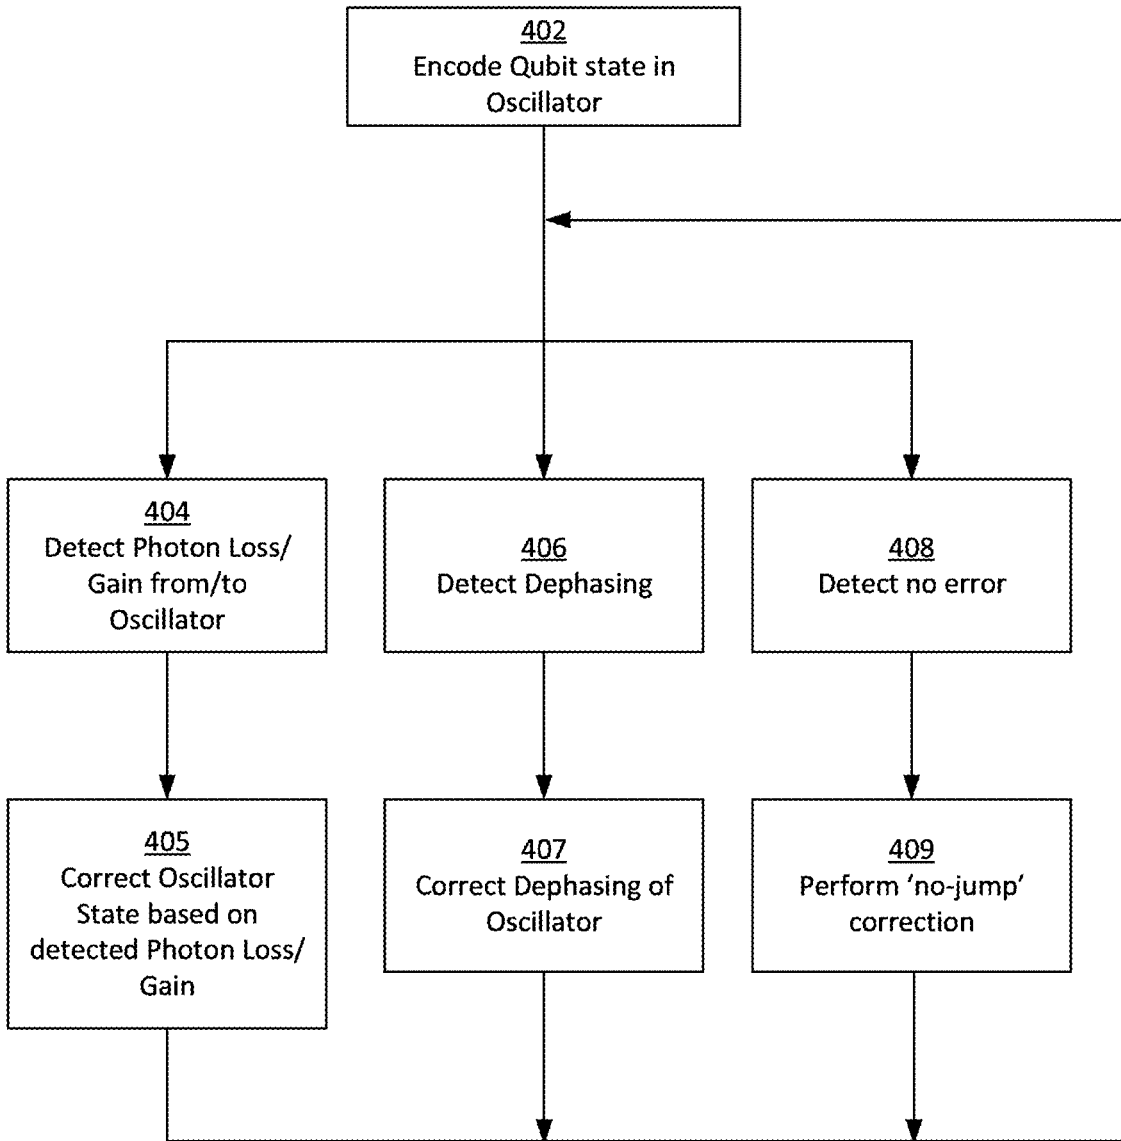 402
Encode Qubit state in
Oscillator
404
Detect Photon Loss/
Gain from/to
Oscillator
406
Detect Dephasing
408
Detect no error
405
Correct Oscillator
State based on
detected Photon Loss/
Gain
407
Correct Dephasing of
Oscillator
409
Perform ‘no-jump’
correction